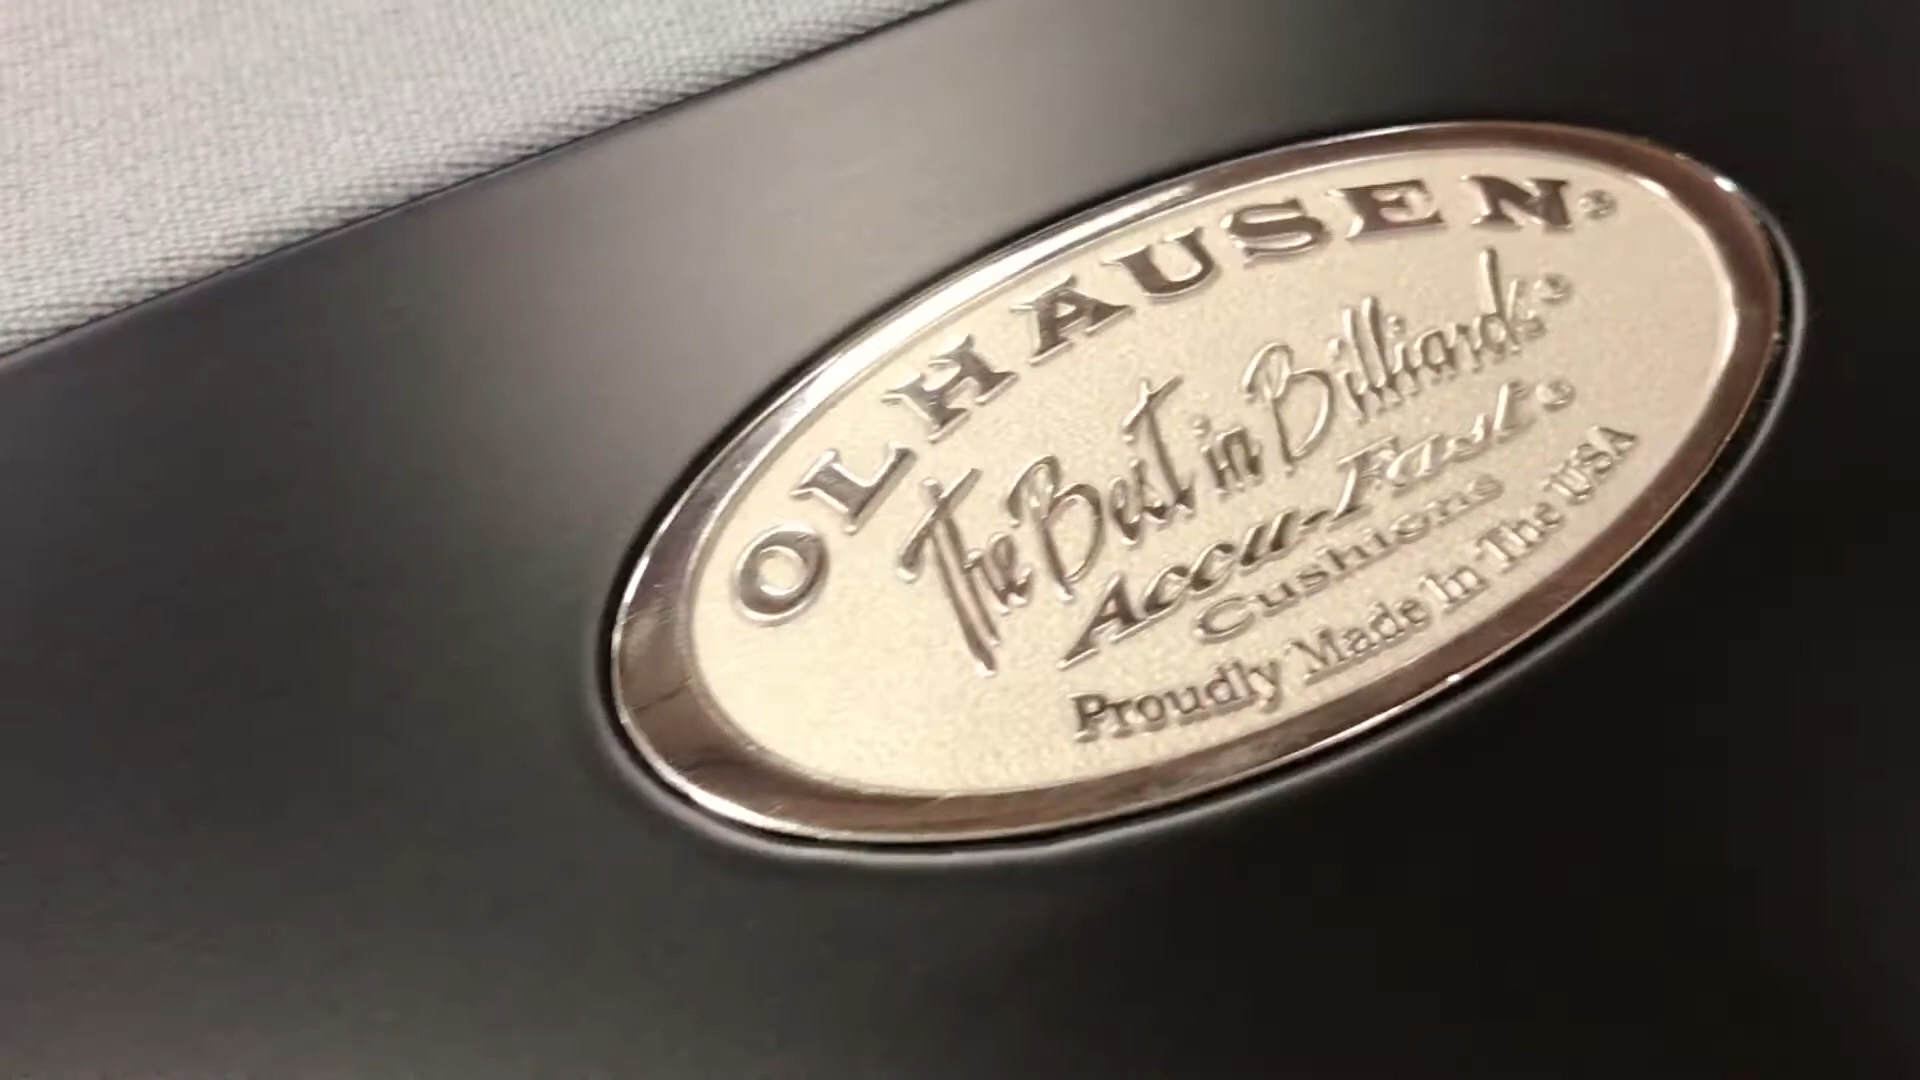 OLHAUSEN®
The Best in Billiards®
Accu-Fast®
Cushions
Proudly Made In The USA